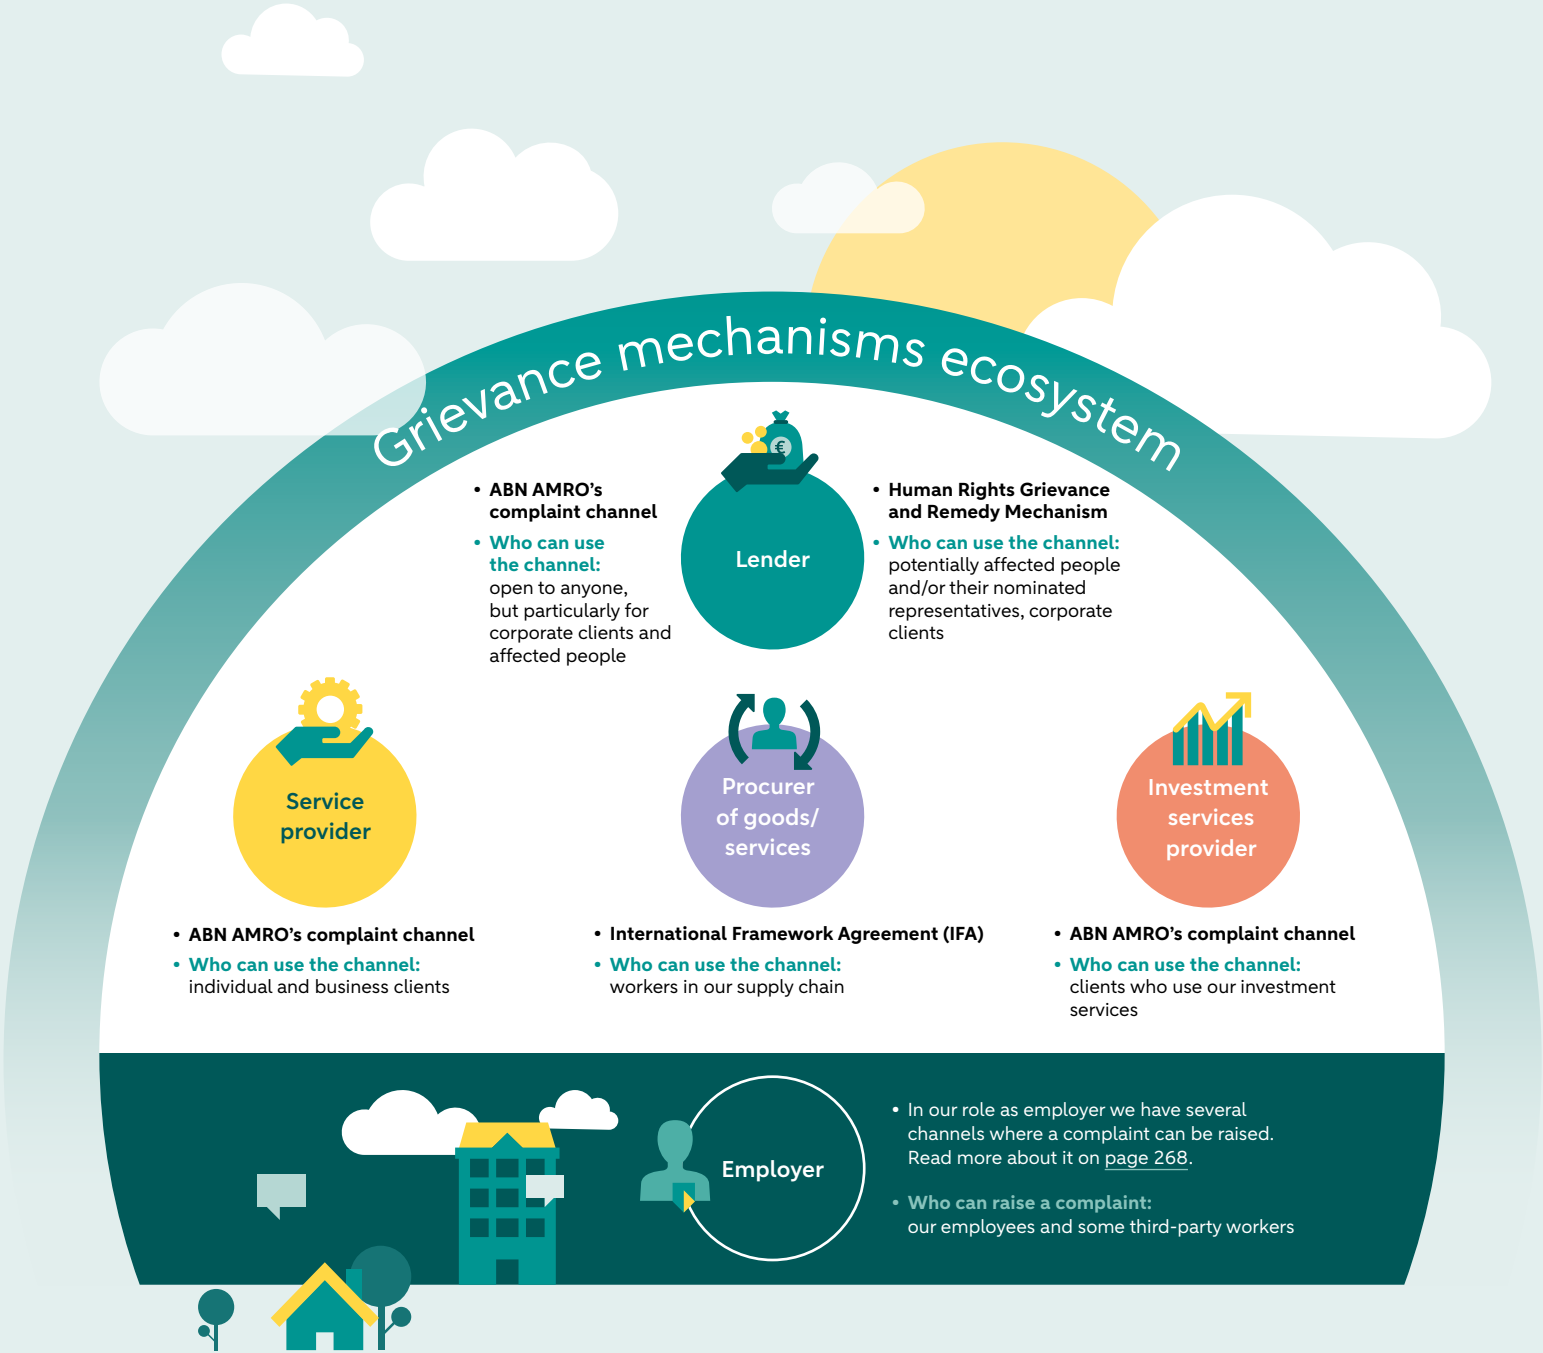 Grievance mechanisms ecosystem
• ABN AMRO’s
complaint channel
• Who can use
the channel:
open to anyone,
but particularly for
corporate clients and
affected people
€
Lender
• Human Rights Grievance
and Remedy Mechanism
• Who can use the channel:
potentially affected people
and/or their nominated
representatives, corporate
clients
Service
provider
• ABN AMRO’s complaint channel
• Who can use the channel:
individual and business clients
Procurer
of goods/
services
• International Framework Agreement (IFA)
• Who can use the channel:
workers in our supply chain
Investment
services
provider
• ABN AMRO’s complaint channel
• Who can use the channel:
clients who use our investment
services
Employer
• In our role as employer we have several
channels where a complaint can be raised.
Read more about it on page 268.
• Who can raise a complaint:
our employees and some third-party workers